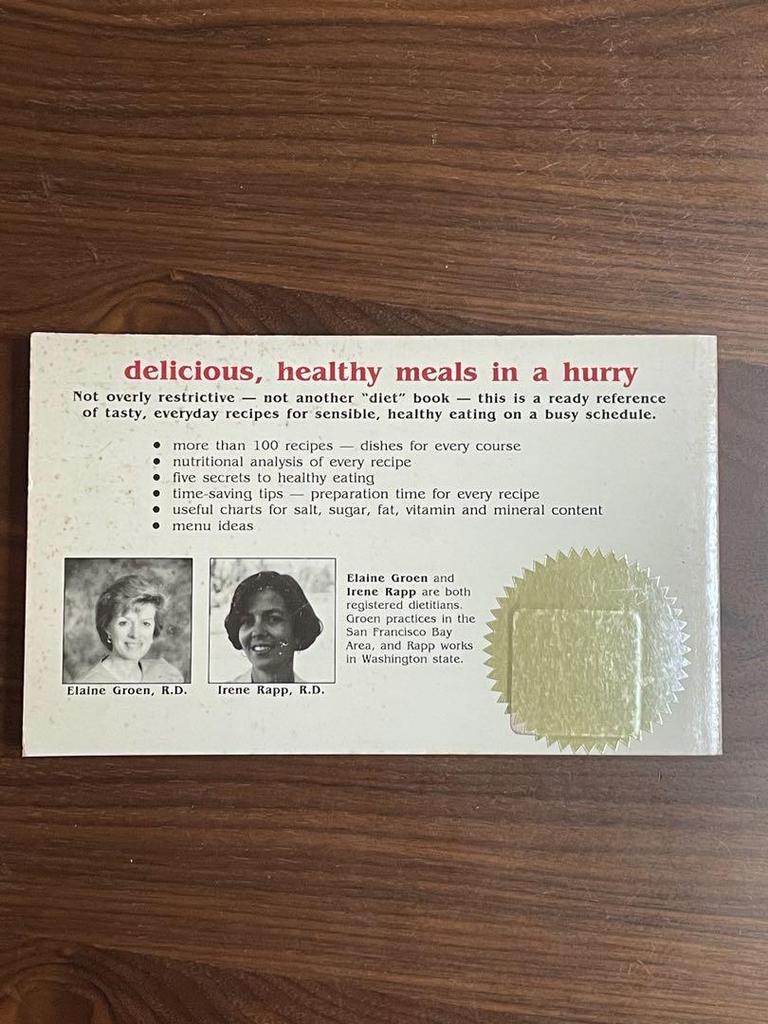 delicious, healthy meals in a hurry
Not overly restrictive — not another "diet" book — this is a ready reference
of tasty, everyday recipes for sensible, healthy eating on a busy schedule.
• more than 100 recipes — dishes for every course
• nutritional analysis of every recipe
• five secrets to healthy eating
• time-saving tips — preparation time for every recipe
• useful charts for salt, sugar, fat, vitamin and mineral content
• menu ideas
Elaine Groen, R.D.
Irene Rapp, R.D.
Elaine Groen and
Irene Rapp are both
registered dietitians.
Groen practices in the
San Francisco Bay
Area, and Rapp works
in Washington state.